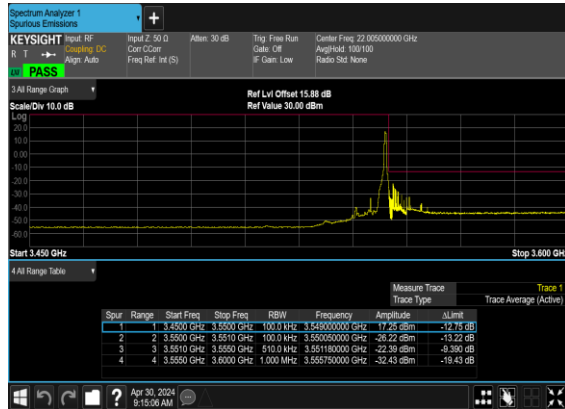 Spectrum Analyzer 1
Spurious Emissions
KEYSIGHT Input: RF Input Z: 50 Ω Atten: 30 dB Trig: Free Run Center Freq: 22.005000000 GHz
R T Coupling: DC Corr CCorr Gate: Off Avg|Hold: 100/100
Align: Auto Freq Ref: Int (S) IF Gain: Low Radio Std: None
PASS
3 All Range Graph
Ref Lvl Offset 15.88 dB
Scale/Div 10.0 dB Ref Value 30.00 dBm
Log
20.0
10.0
0.00
-10.0
-20.0
-30.0
-40.0
-50.0
-60.0
Start 3.450 GHz Stop 3.600 GH
4 All Range Table
Measure Trace Trace 1
Trace Type Trace Average (Active)
Spur Range Start Freq Stop Freq RBW Frequency Amplitude ΔLimit
1 1 3.4500 GHz 3.5500 GHz 100.0 kHz 3.549000000 GHz 17.25 dBm -12.75 dB
2 2 3.5500 GHz 3.5510 GHz 100.0 kHz 3.550050000 GHz -26.22 dBm -13.22 dB
3 3 3.5510 GHz 3.5550 GHz 510.0 kHz 3.551180000 GHz -22.39 dBm -9.390 dB
4 4 3.5550 GHz 3.6000 GHz 1.000 MHz 3.555750000 GHz -32.43 dBm -19.43 dB
? Apr 30, 2024
9:15:06 AM